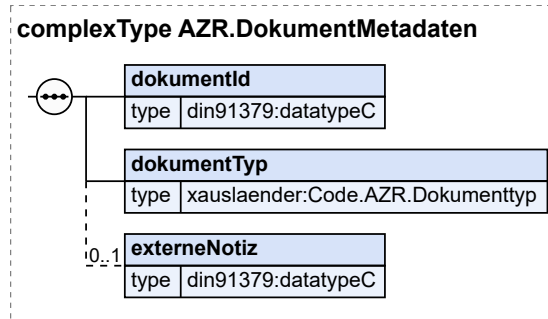 complexType AZR.DokumentMetadaten
dokumentId
type din91379:datatypeC
dokumentTyp
type xauslaender:Code.AZR.Dokumenttyp
0..1
externeNotiz
type din91379:datatypeC